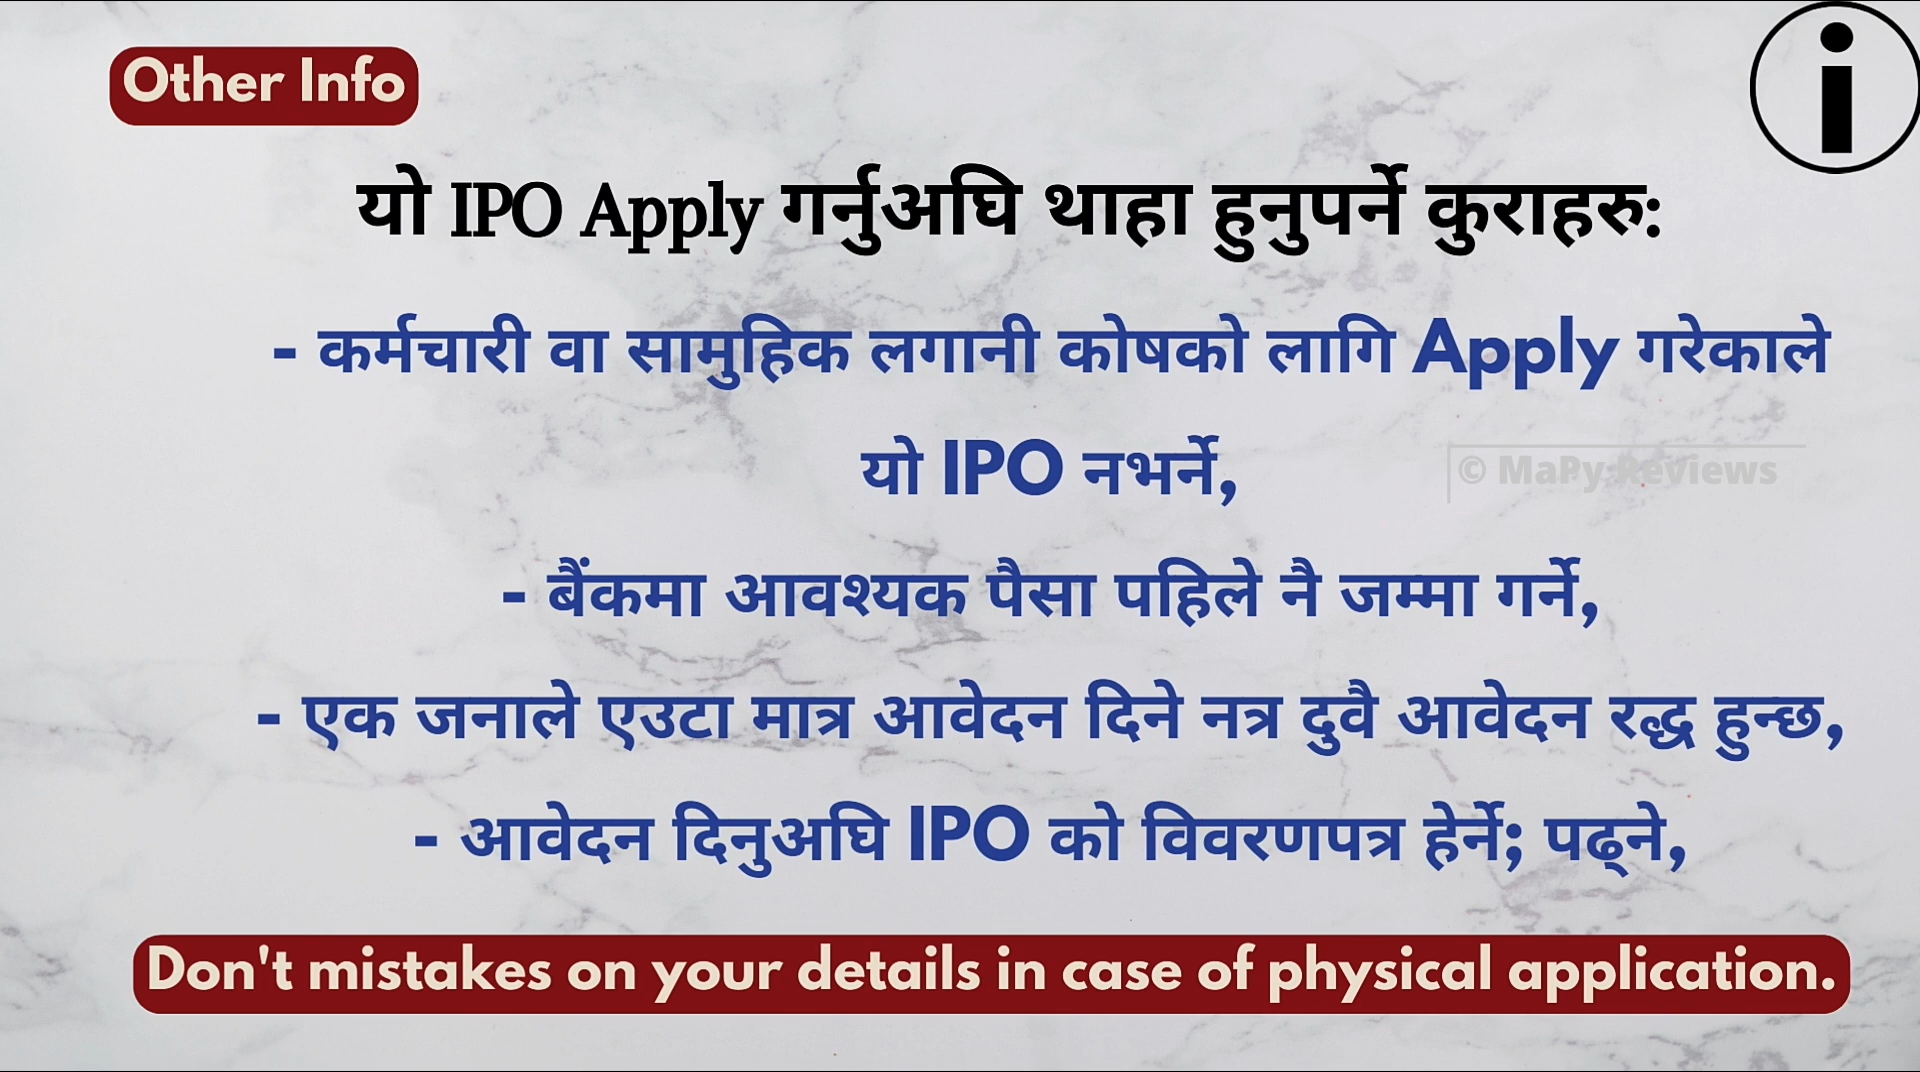 Other Info
यो IPO Apply गर्नुअघि थाहा हुनुपर्ने कुराहरु:
- कर्मचारी वा सामुहिक लगानी कोषको लागि Apply गरेकाले
यो IPO नभर्ने,
© MaPy Reviews
- बैंकमा आवश्यक पैसा पहिले नै जम्मा गर्ने,
- एक जनाले एउटा मात्र आवेदन दिने नत्र दुवै आवेदन रद्ध हुन्छ,
- आवेदन दिनुअघि IPO को विवरणपत्र हेर्ने; पढ्ने,
Don't mistakes on your details in case of physical application.